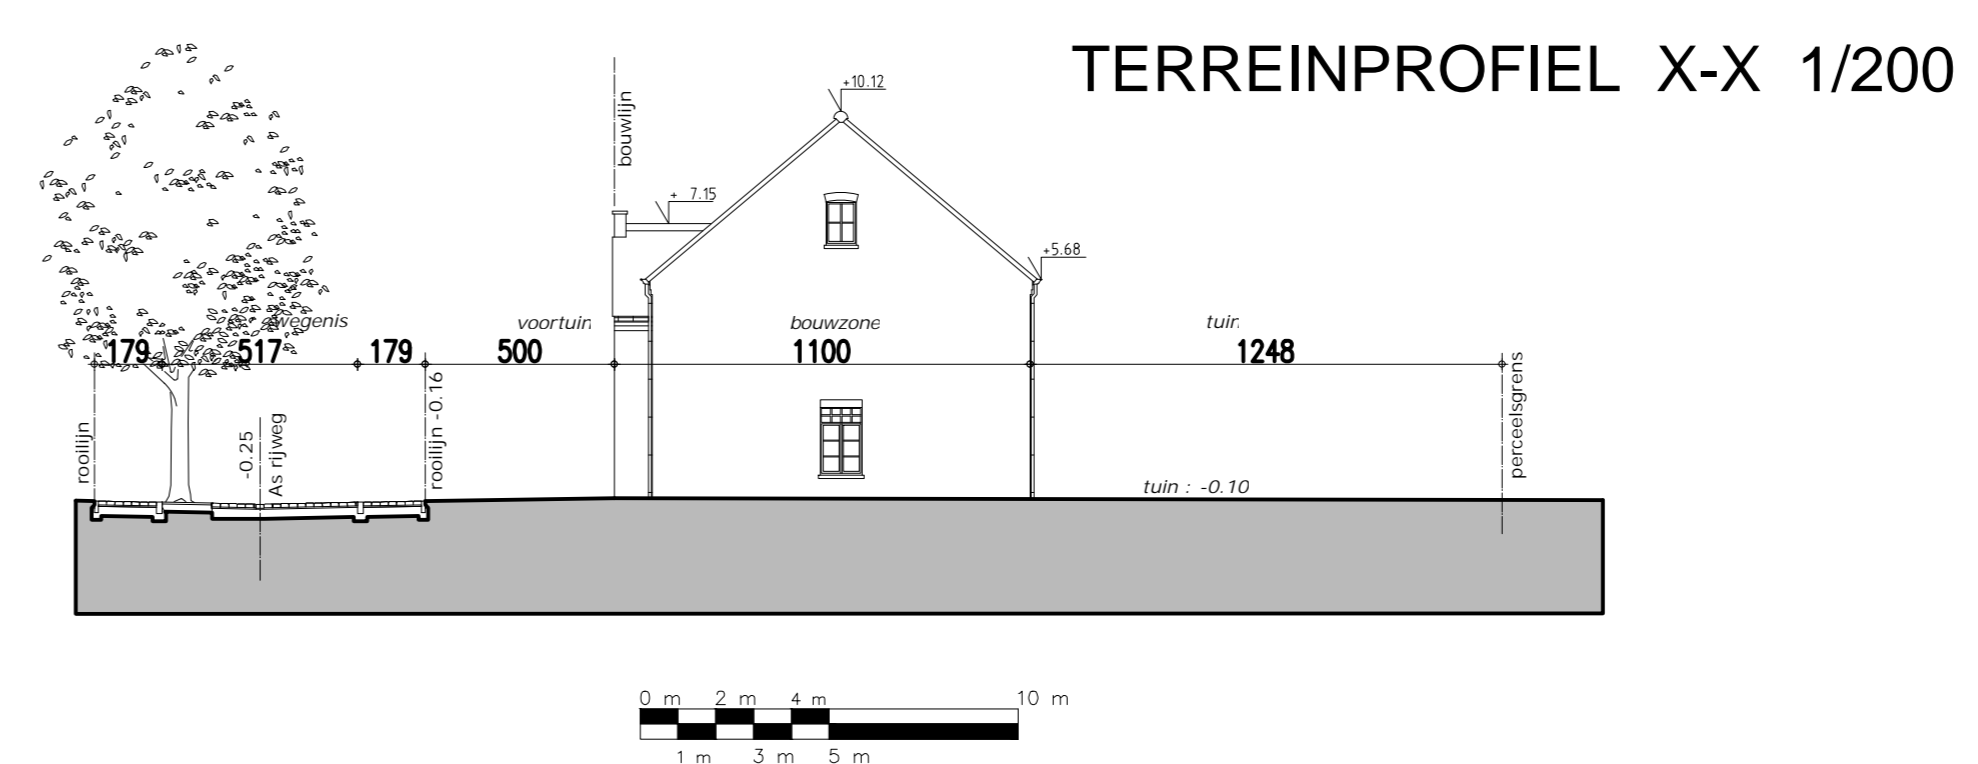 TERREINPROFIEL X-X 1/200
+10.12
bouwlijn
+ 7.15
+5.68
wegenis
voortuin
bouwzone
tuin
179
517
179
500
1100
1248
rooilijn
-0.25
As rijweg
rooilijn -0.16
perceelsgrens
tuin : -0.10
0 m
2 m
4 m
10 m
1 m
3 m
5 m